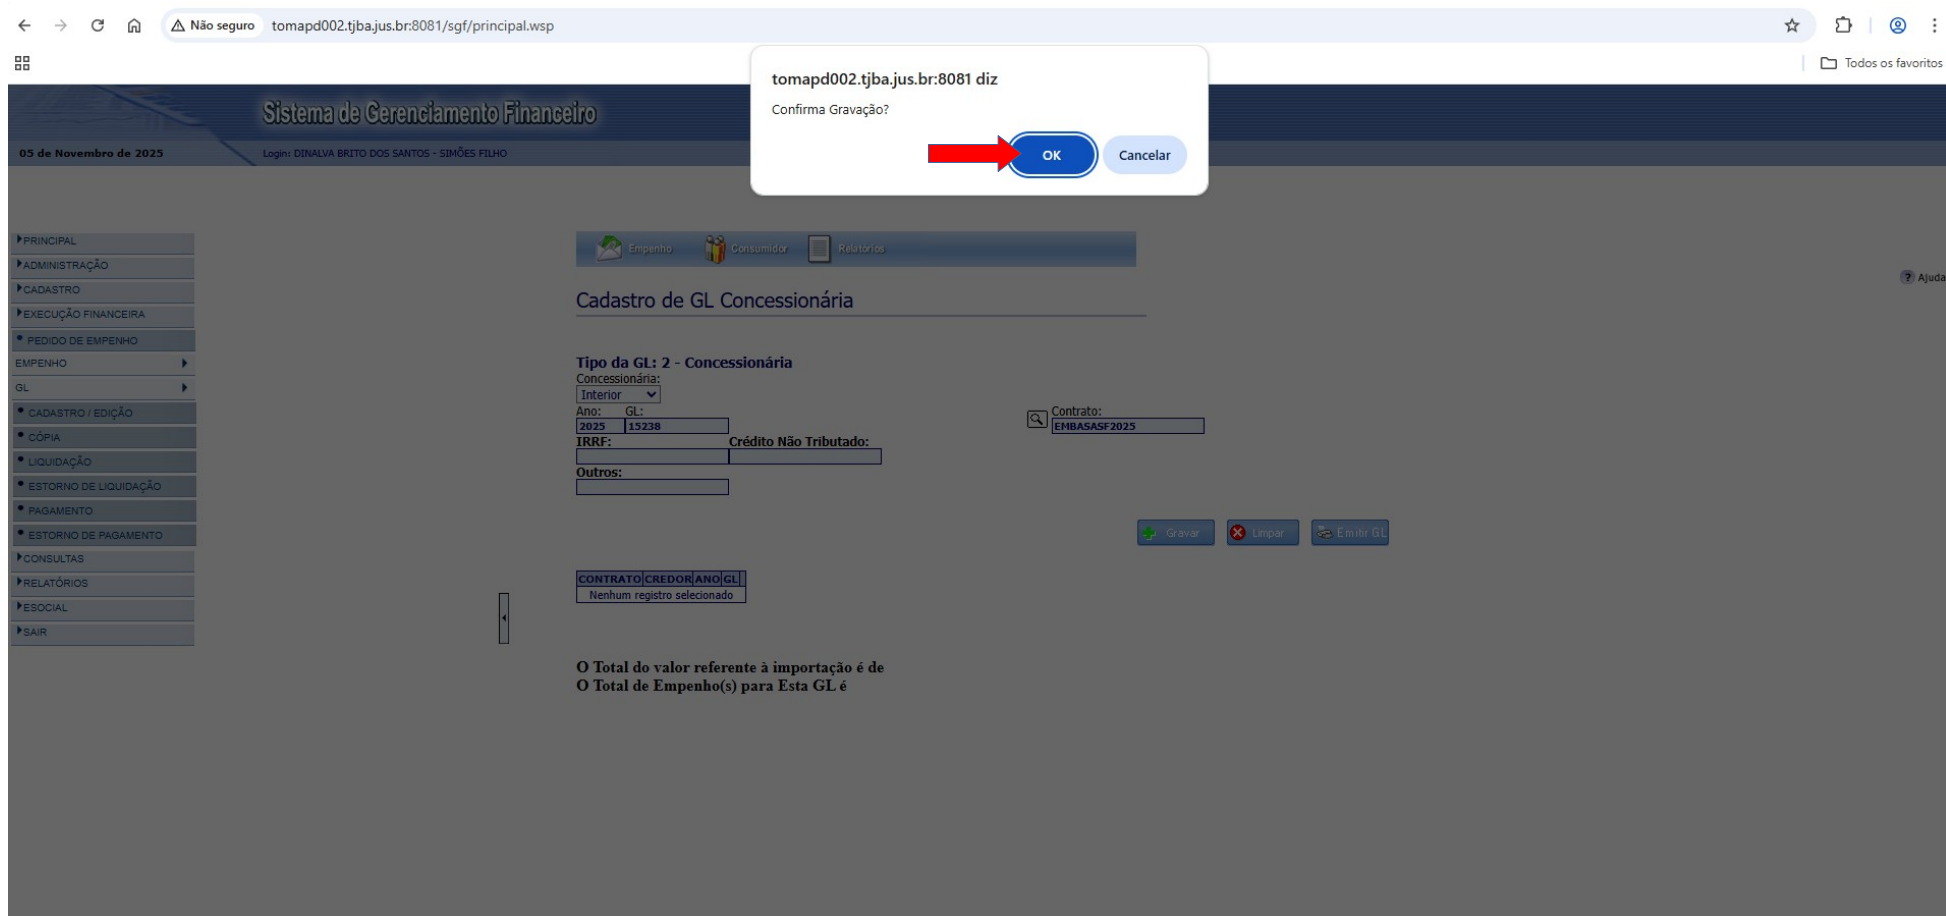 Não seguro tomapd002.tjba.jus.br:8081/sgf/principal.wsp
Todos os favoritos
tomapd002.tjba.jus.br:8081 diz
Confirma Gravação?
OK Cancelar
Sistema de Gerenciamento Financeiro
05 de Novembro de 2025 Login: DINALVA BRITO DOS SANTOS - SIMÕES FILHO
PRINCIPAL
ADMINISTRAÇÃO
CADASTRO
EXECUÇÃO FINANCEIRA
PEDIDO DE EMPENHO
EMPENHO
GL
CADASTRO / EDIÇÃO
CÓPIA
LIQUIDAÇÃO
ESTORNO DE LIQUIDAÇÃO
PAGAMENTO
ESTORNO DE PAGAMENTO
CONSULTAS
RELATÓRIOS
ESOCIAL
SAIR
Empenho Consumidor Relatórios
? Ajuda
Cadastro de GL Concessionária
Tipo da GL: 2 - Concessionária
Concessionária:
Interior
Ano: GL: Contrato:
2025 15238 EMBASASF2025
IRRF: Crédito Não Tributado:
Outros:
Gravar Limpar Emitir GL
CONTRATO CREDOR ANO GL
Nenhum registro selecionado
O Total do valor referente à importação é de
O Total de Empenho(s) para Esta GL é